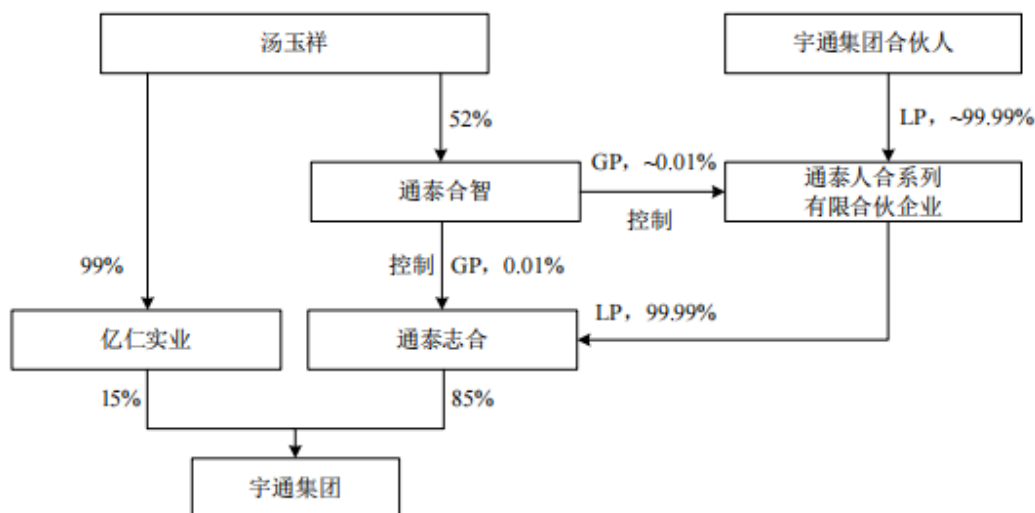 汤玉祥
宇通集团合伙人
52%
LP，~99.99%
GP，~0.01%
通泰合智
通泰人合系列
有限合伙企业
控制
99%
控制
GP，0.01%
LP，99.99%
亿仁实业
通泰志合
15%
85%
宇通集团